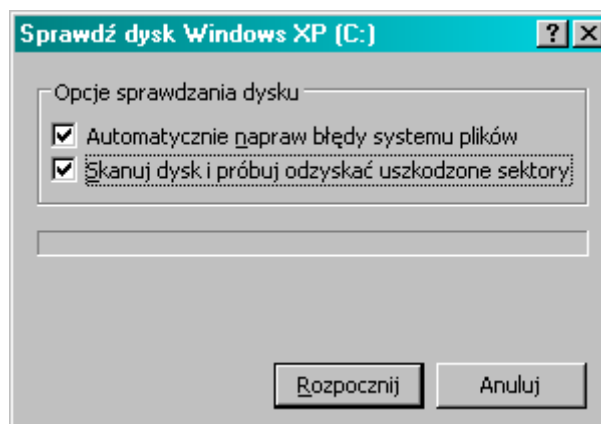 Sprawdź dysk Windows XP (C:)
Opcje sprawdzania dysku
Automatycznie napraw błędy systemu plików
Skanuj dysk i próbuj odzyskać uszkodzone sektory
Rozpocznij Anuluj